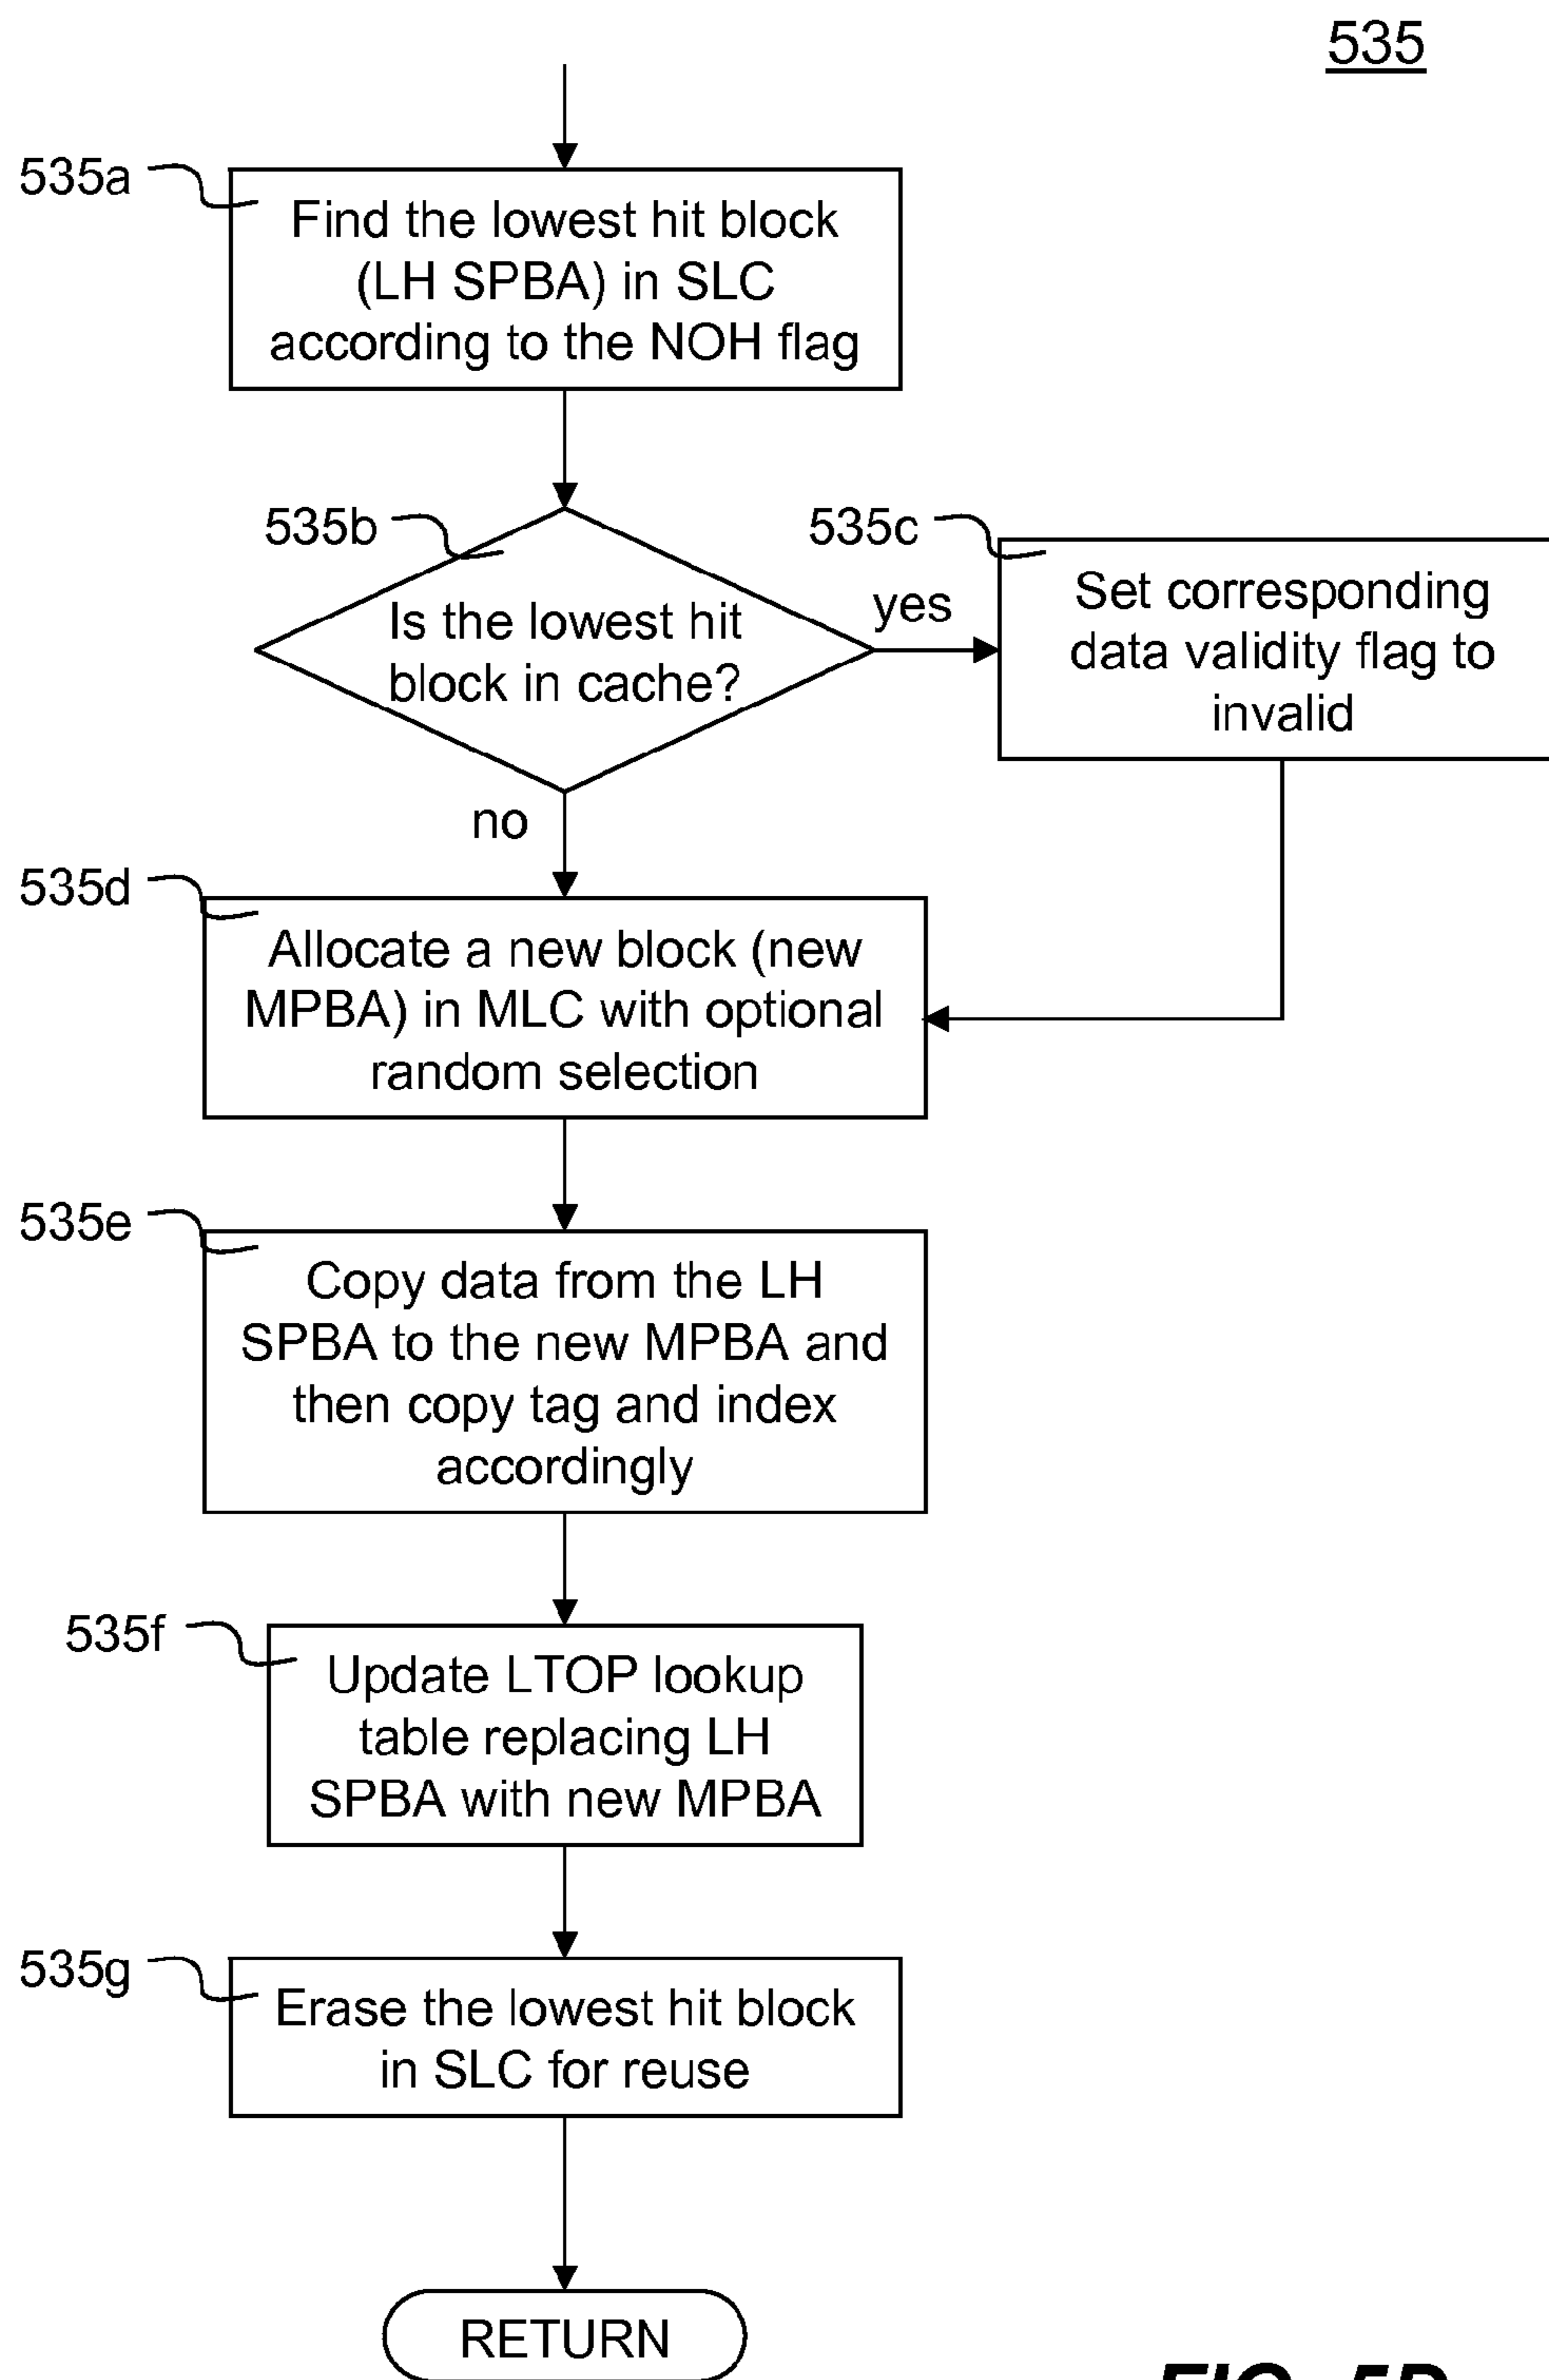 535
535a
Find the lowest hit block
(LH SPBA) in SLC
according to the NOH flag
535b
Is the lowest hit
block in cache?
yes
no
535c
Set corresponding
data validity flag to
invalid
535d
Allocate a new block (new
MPBA) in MLC with optional
random selection
535e
Copy data from the LH
SPBA to the new MPBA and
then copy tag and index
accordingly
535f
Update LTOP lookup
table replacing LH
SPBA with new MPBA
535g
Erase the lowest hit block
in SLC for reuse
RETURN